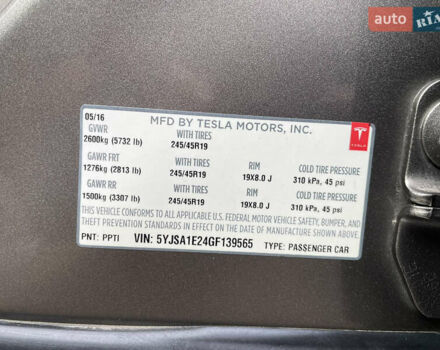 auto RIA.com
05/16
MFD BY TESLA MOTORS, INC.
GVWR WITH TIRES
2600kg (5732 lb) 245/45R19
GAWR FRT WITH TIRES RIM COLD TIRE PRESSURE
1276kg (2813 lb) 245/45R19 19X8.0 J 310 kPa, 45 psi
GAWR RR WITH TIRES RIM COLD TIRE PRESSURE
1500kg (3307 lb) 245/45R19 19X8.0 J 310 kPa, 45 psi
THIS VEHICLE CONFORMS TO ALL APPLICABLE U.S. FEDERAL MOTOR VEHICLE SAFETY, BUMPER, AND
THEFT PREVENTION STANDARDS IN EFFECT ON THE DATE OF MANUFACTURE SHOWN ABOVE.
PNT: PPTI VIN: 5YJSA1E24GF139565 TYPE: PASSENGER CAR
TESLA